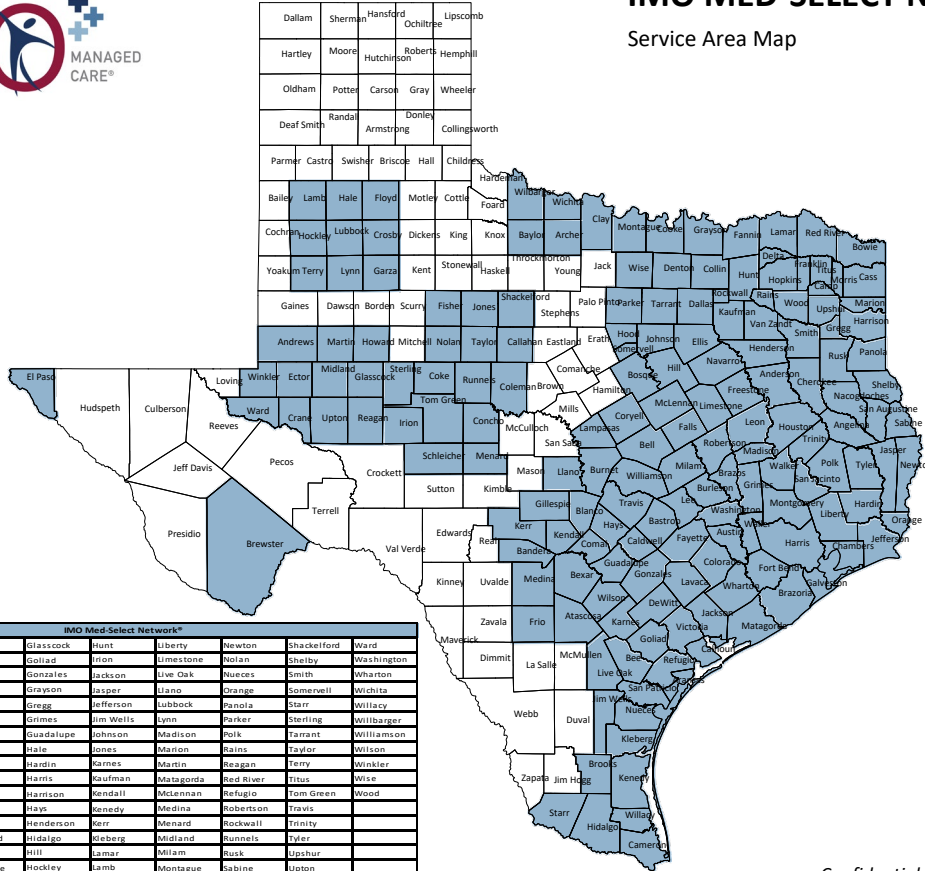 IMO MED-SELECT N
Service Area Map
MANAGED
CARE®
Dallam Sherman Hansford Ochiltree Lipscomb
Hartley Moore Hutchinson Roberts Hemphill
Oldham Potter Carson Gray Wheeler
Deaf Smith Randall Armstrong Donley Collingsworth
Parmer Castro Swisher Briscoe Hall Childress
Hardeman
Bailey Lamb Hale Floyd Motley Cottle Foard Wilbarger Wichita
Clay Montague Cooke Grayson Fannin Lamar Red River Bowie
Cochran Hockley Lubbock Crosby Dickens King Knox Baylor Archer
Yoakum Terry Lynn Garza Kent Stonewall Haskell Throckmorton Young Jack Wise Denton Collin Hunt Delta Hopkins Franklin Titus Camp Morris Cass
Gaines Dawson Borden Scurry Fisher Jones Shackelford Stephens Palo Pinto Parker Tarrant Dallas Rockwall Kaufman Rains Van Zandt Wood Upshur Marion Harrison
Andrews Martin Howard Mitchell Nolan Taylor Callahan Eastland Erath Hood Somervell Johnson Ellis Henderson Smith Gregg Rusk Panola
El Paso Hudspeth Culberson Loving Winkler Ector Midland Glasscock Sterling Coke Runnels Coleman Brown Comanche Hamilton Bosque Hill Navarro Freestone Anderson Cherokee Nacogdoches Shelby
Reeves Ward Crane Upton Reagan Irion Tom Green Concho McCulloch Mills San Saba Lampasas Coryell McLennan Limestone Falls Leon Houston Angelina San Augustine Sabine
Jeff Davis Pecos Crockett Schleicher Menard Mason Llano Burnet Bell Williamson Milam Robertson Brazos Madison Walker Trinity Polk Tyler Jasper Newto
Presidio Brewster Terrell Sutton Kimble Gillespie Blanco Travis Lee Burleson Grimes Washington Montgomery San Jacinto Liberty Hardin Orange
Val Verde Edwards Real Kerr Kendall Bandera Comal Hays Caldwell Bastrop Fayette Austin Waller Harris Chambers Jefferson
Kinney Uvalde Medina Bexar Guadalupe Gonzales Lavaca Colorado Wharton Fort Bend Brazoria Galveston
Maverick Zavala Frio Atascosa Wilson Karnes DeWitt Victoria Jackson Matagorda
Dimmit La Salle McMullen Live Oak Bee Goliad Refugio Calhoun Aransas San Patricio
Webb Duval Jim Wells Nueces Kleberg
Zapata Jim Hogg Brooks Kenedy
Starr Hidalgo Willacy Cameron
IMO Med-Select Network®
Glasscock Hunt Liberty Newton Shackelford Ward
Goliad Irion Limestone Nolan Shelby Washington
Gonzales Jackson Live Oak Nueces Smith Wharton
Grayson Jasper Llano Orange Somervell Wichita
Gregg Jefferson Lubbock Panola Starr Willacy
Grimes Jim Wells Lynn Parker Sterling Willbarger
Guadalupe Johnson Madison Polk Tarrant Williamson
Hale Jones Marion Rains Taylor Wilson
Hardin Karnes Martin Reagan Terry Winkler
Harris Kaufman Matagorda Red River Titus Wise
Harrison Kendall McLennan Refugio Tom Green Wood
Hays Kenedy Medina Robertson Travis
Henderson Kerr Menard Rockwall Trinity
d Hidalgo Kleberg Midland Runnels Tyler
Hill Lamar Milam Rusk Upshur
e Hockley Lamb Montague Sabine Upton